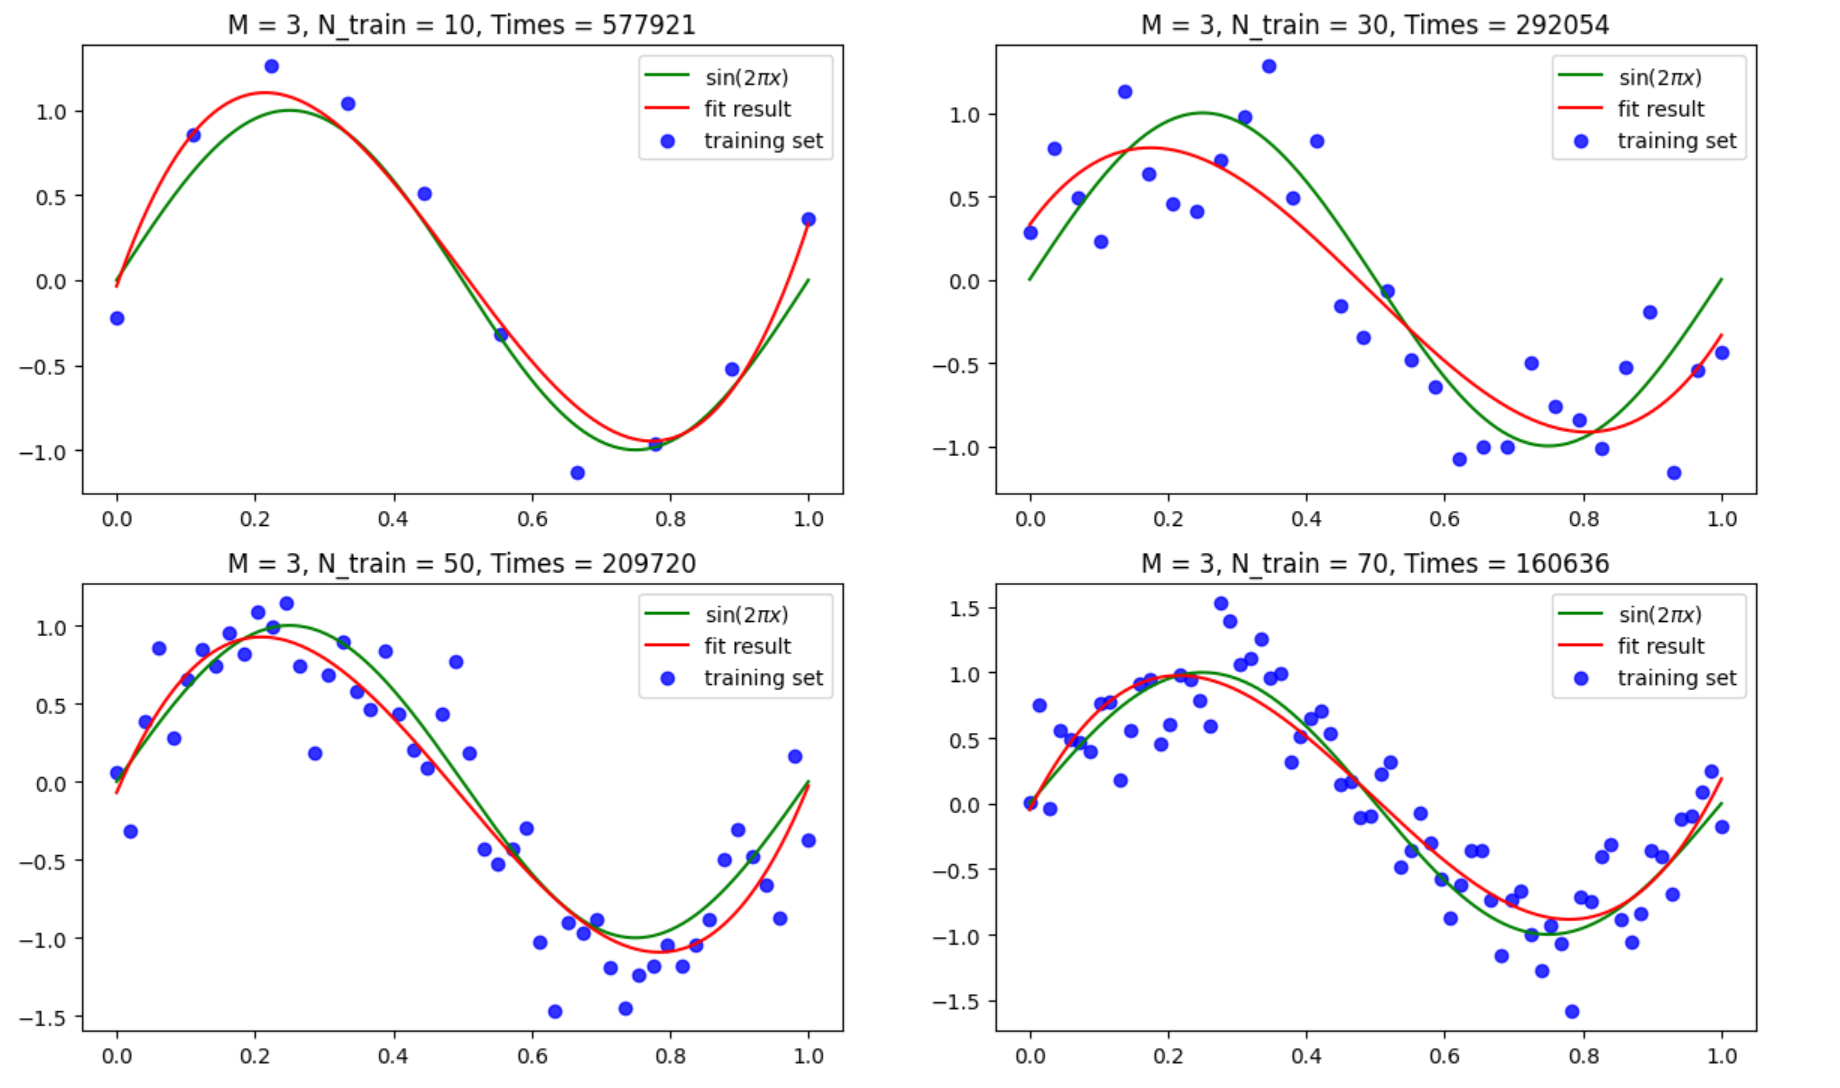 M = 3, N_train = 10, Times = 577921
sin(2πx)
fit result
training set
1.0
0.5
0.0
−0.5
−1.0
0.0 0.2 0.4 0.6 0.8 1.0
M = 3, N_train = 30, Times = 292054
sin(2πx)
fit result
training set
1.0
0.5
0.0
−0.5
−1.0
0.0 0.2 0.4 0.6 0.8 1.0
M = 3, N_train = 50, Times = 209720
sin(2πx)
fit result
training set
1.0
0.5
0.0
−0.5
−1.0
−1.5
0.0 0.2 0.4 0.6 0.8 1.0
M = 3, N_train = 70, Times = 160636
sin(2πx)
fit result
training set
1.5
1.0
0.5
0.0
−0.5
−1.0
−1.5
0.0 0.2 0.4 0.6 0.8 1.0